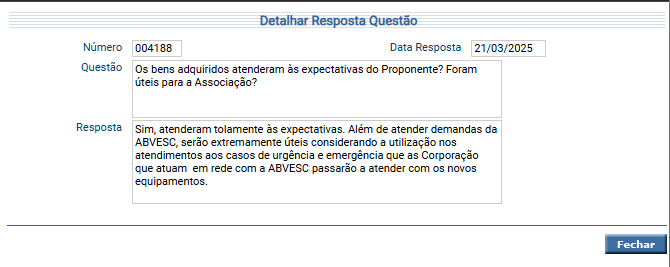 Detalhar Resposta Questão
Número 004188 Data Resposta 21/03/2025
Questão Os bens adquiridos atenderam às expectativas do Proponente? Foram
úteis para a Associação?
Resposta Sim, atenderam tolamente às expectativas. Além de atender demandas da
ABVESC, serão extremamente úteis considerando a utilização nos
atendimentos aos casos de urgência e emergência que as Corporação
que atuam em rede com a ABVESC passarão a atender com os novos
equipamentos.
Fechar